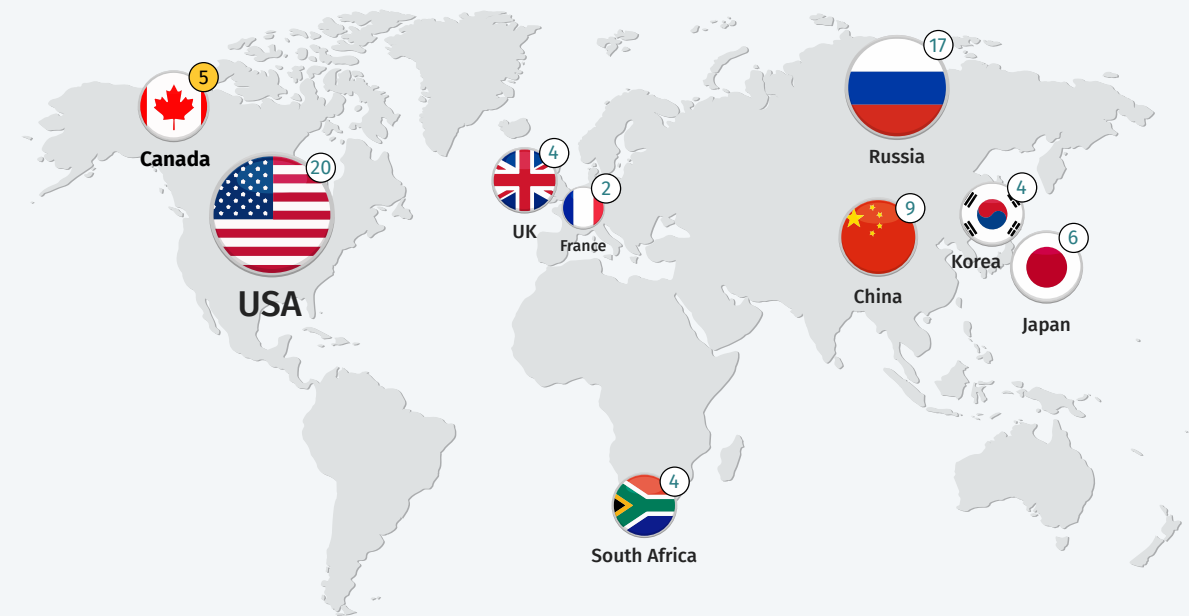 5
Canada
20
USA
4
UK
2
France
17
Russia
9
China
4
Korea
6
Japan
4
South Africa